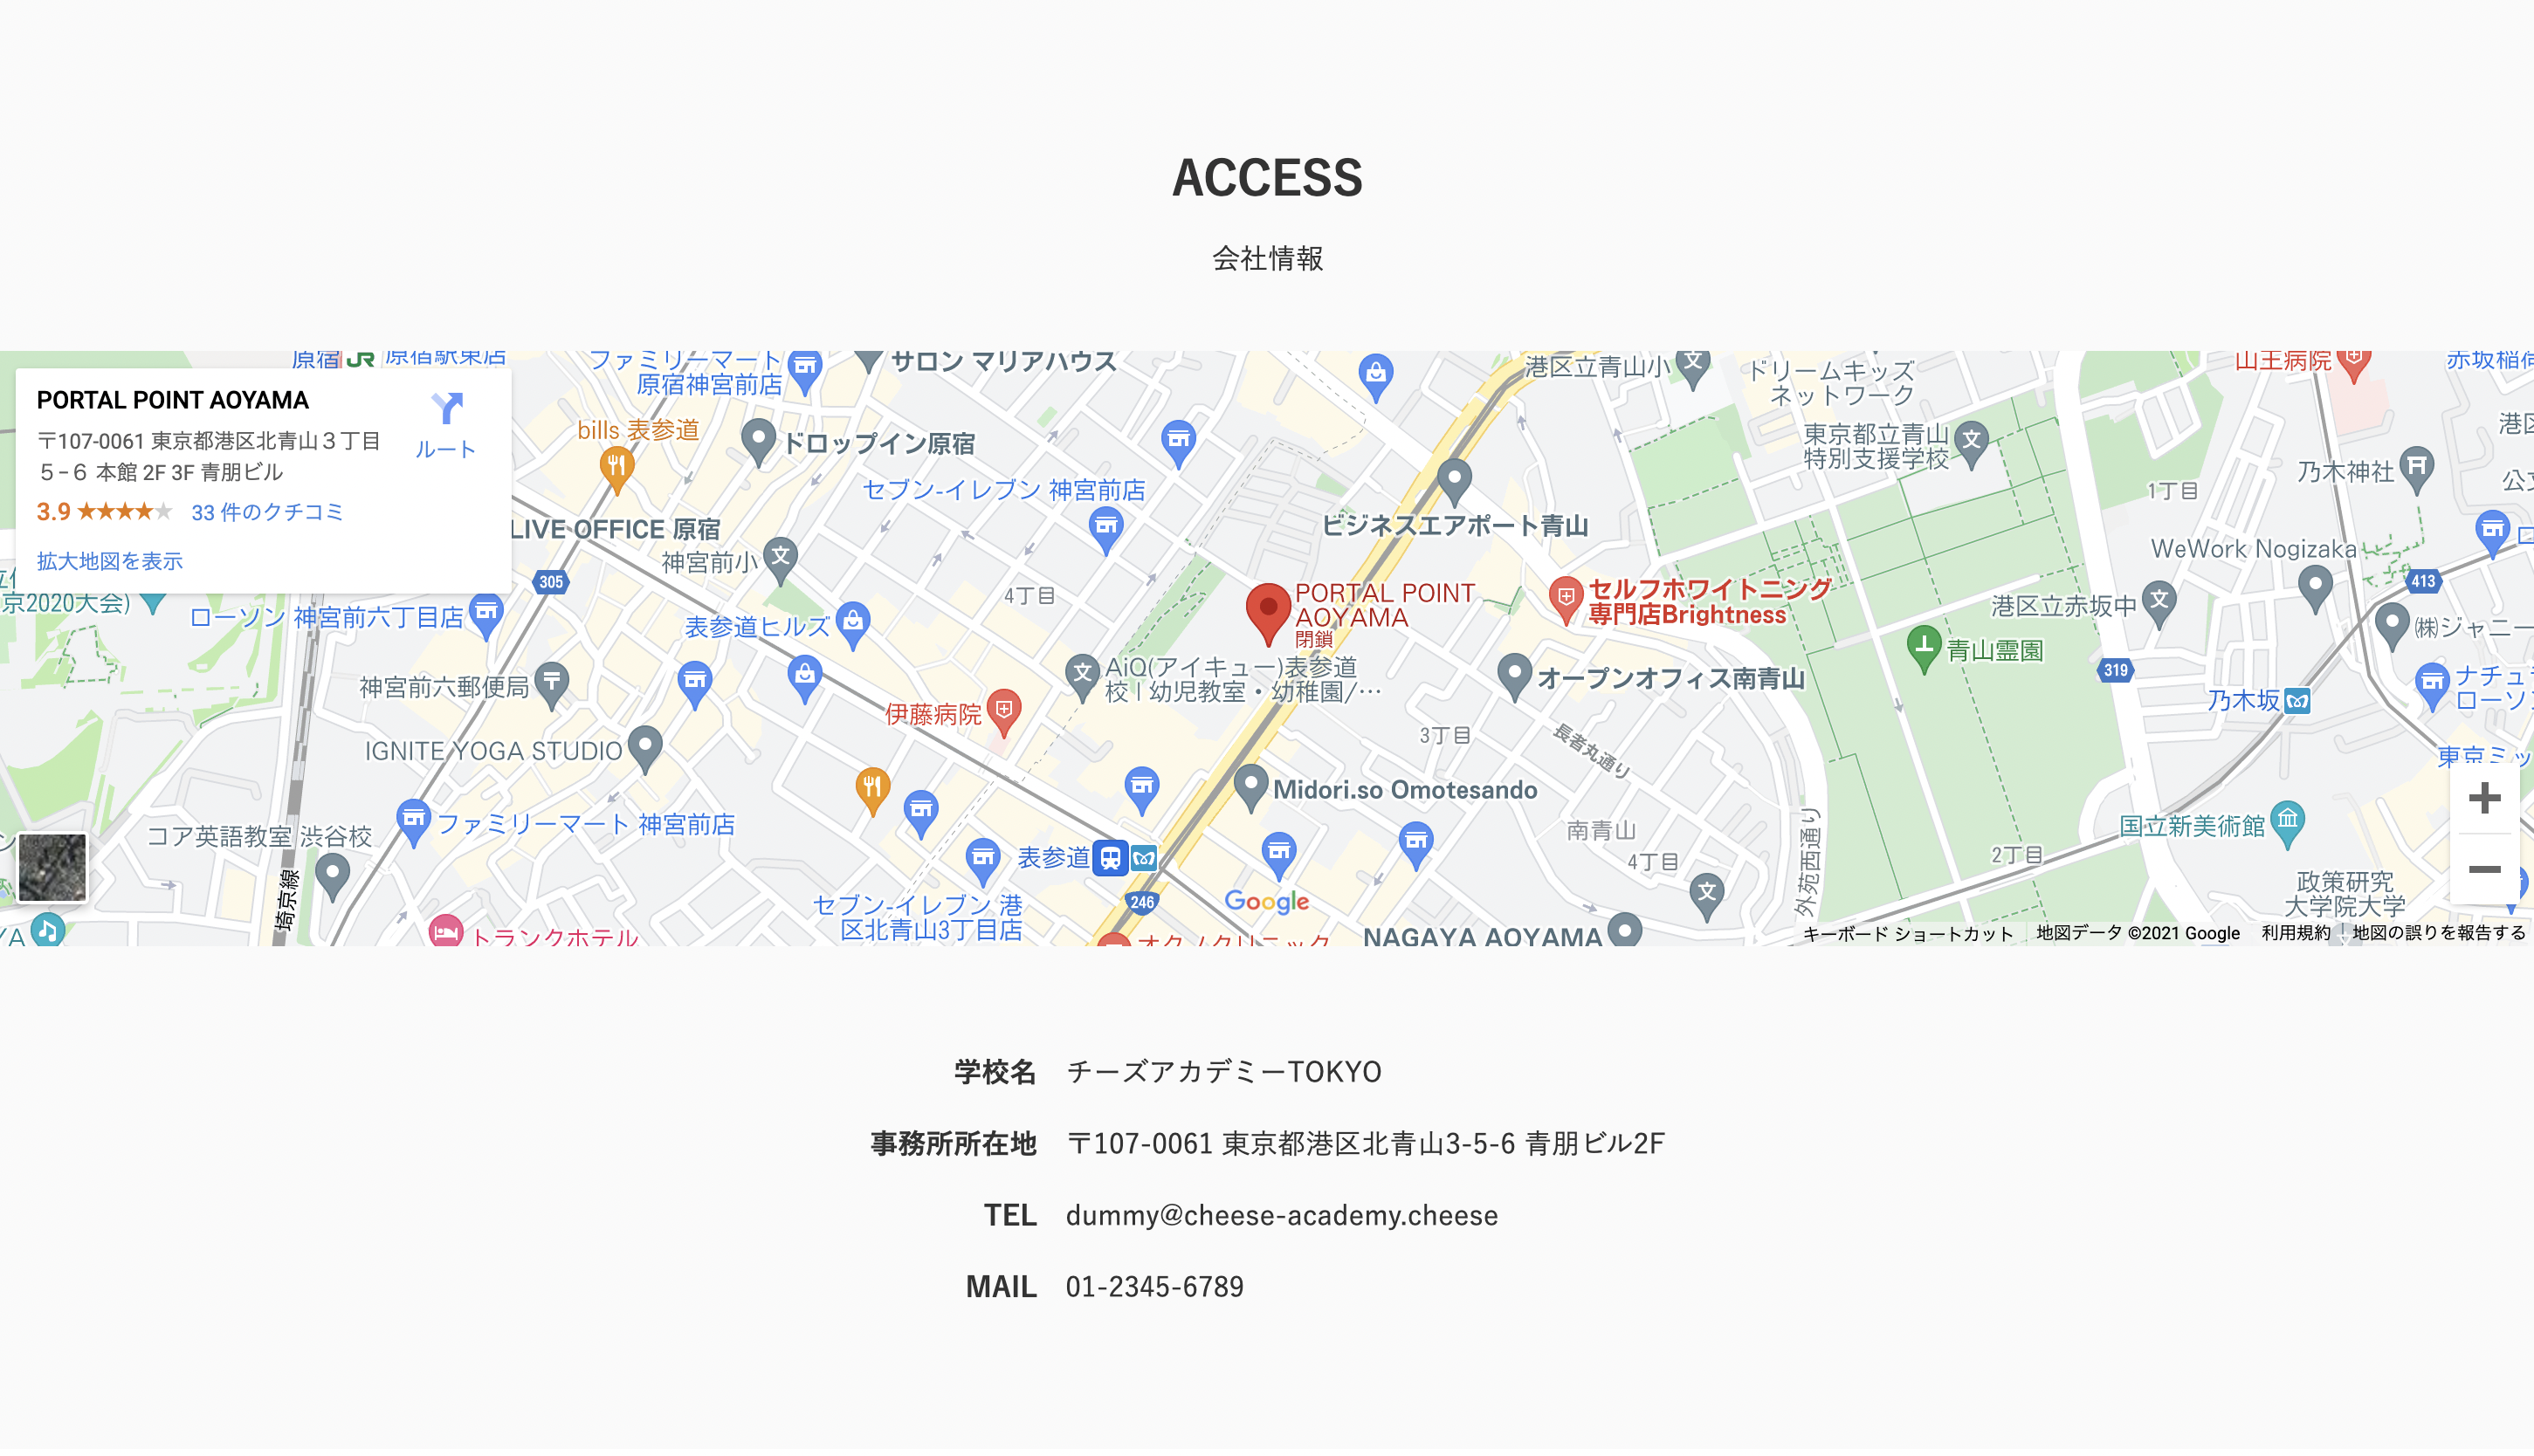 ACCESS
会社情報
原宿
JR
原宿駅東店
ファミリーマート
原宿神宮前店
サロン マリアハウス
港区立青山小
ドリームキッズ
ネットワーク
山王病院
PORTAL POINT AOYAMA
ルート
〒107-0061 東京都港区北青山３丁目
５−６ 本館 2F 3F 青朋ビル
3.9
33 件のクチコミ
拡大地図を表示
bills 表参道
ドロップイン原宿
セブン-イレブン 神宮前店
東京都立青山
特別支援学校
乃木神社
1丁目
LIVE OFFICE 原宿
神宮前小
ビジネスエアポート青山
WeWork Nogizaka
305
413
4丁目
PORTAL POINT
AOYAMA
閉鎖
セルフホワイトニング
専門店Brightness
港区立赤坂中
京2020大会)
ローソン 神宮前六丁目店
表参道ヒルズ
青山霊園
㈱ジャニー
319
神宮前六郵便局
AiQ(アイキュー)表参道
校 | 幼児教室・幼稚園/…
オープンオフィス南青山
乃木坂
ナチュ
ローソ
伊藤病院
3丁目
長者丸通り
IGNITE YOGA STUDIO
東京ミッ
Midori.so Omotesando
コア英語教室 渋谷校
ファミリーマート 神宮前店
南青山
4丁目
外苑西通り
国立新美術館
2丁目
表参道
埼京線
246
Google
セブン-イレブン 港
区北青山3丁目店
政策研究
大学院大学
トランクホテル
オクノクリニック
NAGAYA AOYAMA
キーボード ショートカット
地図データ ©2021 Google
利用規約
地図の誤りを報告する
学校名 チーズアカデミーTOKYO
事務所所在地 〒107-0061 東京都港区北青山3-5-6 青朋ビル2F
TEL dummy@cheese-academy.cheese
MAIL 01-2345-6789